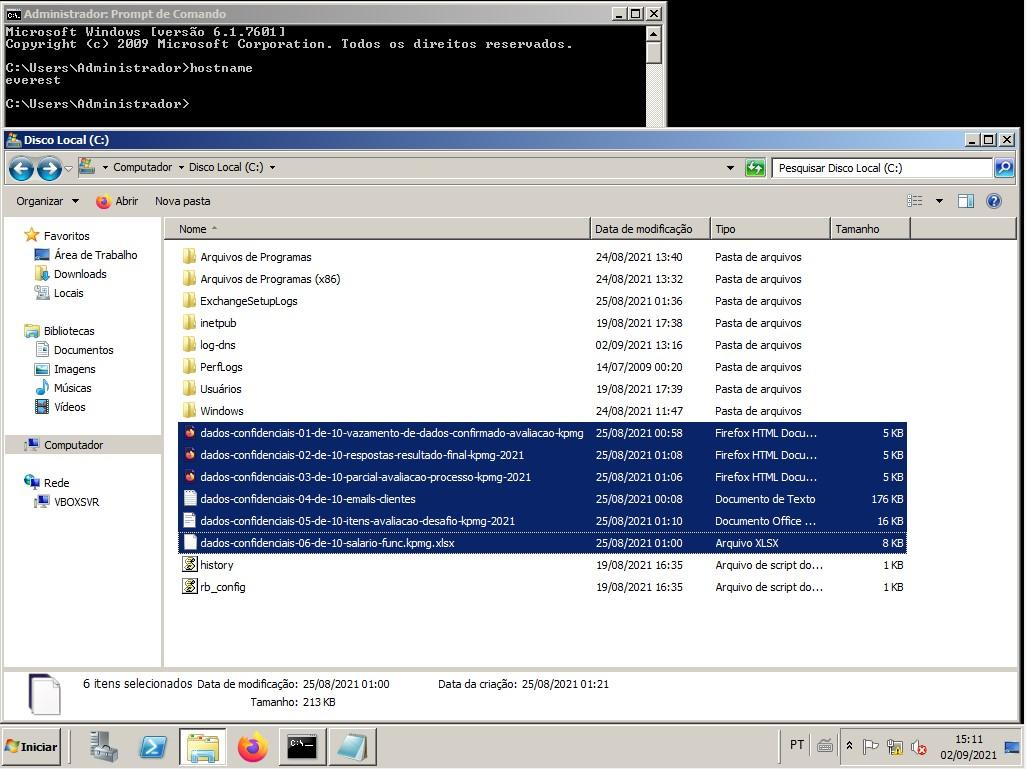 Administrador: Prompt de Comando
Microsoft Windows [versão 6.1.7601]
Copyright (c) 2009 Microsoft Corporation. Todos os direitos reservados.
C:\Users\Administrador>hostname
everest
C:\Users\Administrador>
Disco Local (C:)
Computador Disco Local (C:)
Pesquisar Disco Local (C:)
Organizar Abrir Nova pasta
Nome Data de modificação Tipo Tamanho
Favoritos
Área de Trabalho
Downloads
Locais
Bibliotecas
Documentos
Imagens
Músicas
Vídeos
Computador
Rede
VBOXSVR
Arquivos de Programas 24/08/2021 13:40 Pasta de arquivos
Arquivos de Programas (x86) 24/08/2021 13:32 Pasta de arquivos
ExchangeSetupLogs 25/08/2021 01:36 Pasta de arquivos
inetpub 19/08/2021 17:38 Pasta de arquivos
log-dns 02/09/2021 13:16 Pasta de arquivos
PerfLogs 14/07/2009 00:20 Pasta de arquivos
Usuários 19/08/2021 17:39 Pasta de arquivos
Windows 24/08/2021 11:47 Pasta de arquivos
dados-confidenciais-01-de-10-vazamento-de-dados-confirmado-avaliacao-kpmg 25/08/2021 00:58 Firefox HTML Docu... 5 KB
dados-confidenciais-02-de-10-respostas-resultado-final-kpmg-2021 25/08/2021 01:08 Firefox HTML Docu... 5 KB
dados-confidenciais-03-de-10-parcial-avaliacao-processo-kpmg-2021 25/08/2021 01:06 Firefox HTML Docu... 5 KB
dados-confidenciais-04-de-10-emails-clientes 25/08/2021 00:08 Documento de Texto 176 KB
dados-confidenciais-05-de-10-itens-avaliacao-desafio-kpmg-2021 25/08/2021 01:10 Documento Office ... 16 KB
dados-confidenciais-06-de-10-salario-func.kpmg.xlsx 25/08/2021 01:00 Arquivo XLSX 8 KB
history 19/08/2021 16:35 Arquivo de script do... 1 KB
rb_config 19/08/2021 16:35 Arquivo de script do... 1 KB
6 itens selecionados Data de modificação: 25/08/2021 01:00 Data da criação: 25/08/2021 01:21
Tamanho: 213 KB
Iniciar
PT
15:11
02/09/2021